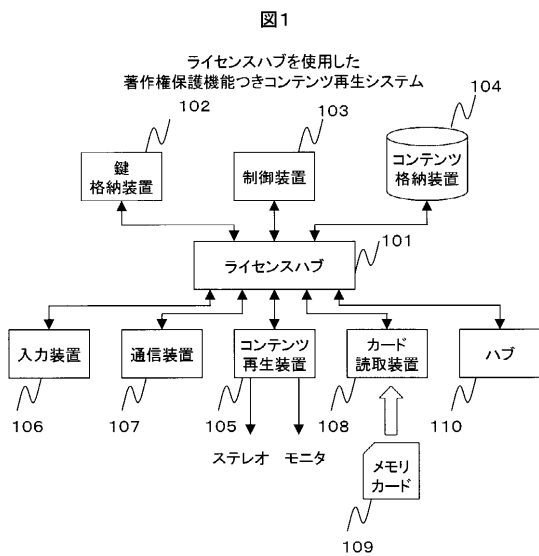 図1
ライセンスハブを使用した
著作権保護機能つきコンテンツ再生システム
102
103
104
鍵
格納装置
制御装置
コンテンツ
格納装置
101
ライセンスハブ
入力装置
通信装置
コンテンツ
再生装置
カード
読取装置
ハブ
106
107
105
108
110
ステレオ
モニタ
メモリ
カード
109